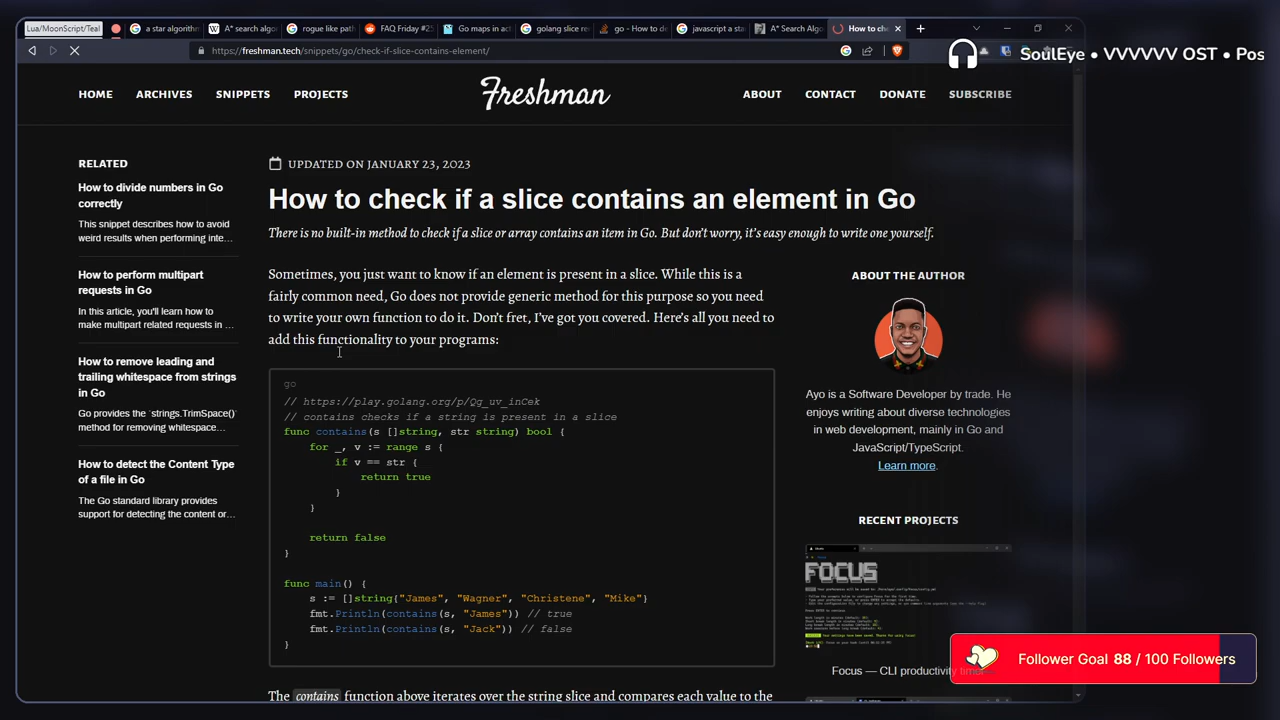 Lua/MoonScript/Teal
a star algorithm
A* search algo
rogue like path
FAQ Friday #25
Go maps in act
golang slice re
go - How to de
javascript a sta
A* Search Algo
How to che
https://freshman.tech/snippets/go/check-if-slice-contains-element/
SoulEye • VVVVVV OST • Pos
HOME
ARCHIVES
SNIPPETS
PROJECTS
Freshman
ABOUT
CONTACT
DONATE
SUBSCRIBE
RELATED
How to divide numbers in Go
correctly
This snippet describes how to avoid
weird results when performing inte…
How to perform multipart
requests in Go
In this article, you'll learn how to
make multipart related requests in …
How to remove leading and
trailing whitespace from strings
in Go
Go provides the `strings.TrimSpace()`
method for removing whitespace…
How to detect the Content Type
of a file in Go
The Go standard library provides
support for detecting the content or…
UPDATED ON JANUARY 23, 2023
How to check if a slice contains an element in Go
There is no built-in method to check if a slice or array contains an item in Go. But don't worry, it's easy enough to write one yourself.
Sometimes, you just want to know if an element is present in a slice. While this is a
fairly common need, Go does not provide generic method for this purpose so you need
to write your own function to do it. Don't fret, I've got you covered. Here's all you need to
add this functionality to your programs:
go
// https://play.golang.org/p/Qg_uv_inCek
// contains checks if a string is present in a slice
func contains(s []string, str string) bool {
for _, v := range s {
if v == str {
return true
}
}
return false
}
func main() {
s := []string{"James", "Wagner", "Christene", "Mike"}
fmt.Println(contains(s, "James")) // true
fmt.Println(contains(s, "Jack")) // false
}
The contains function above iterates over the string slice and compares each value to the
ABOUT THE AUTHOR
Ayo is a Software Developer by trade. He
enjoys writing about diverse technologies
in web development, mainly in Go and
JavaScript/TypeScript.
Learn more.
RECENT PROJECTS
FOCUS
Focus — CLI productivity timer
Follower Goal 88 / 100 Followers